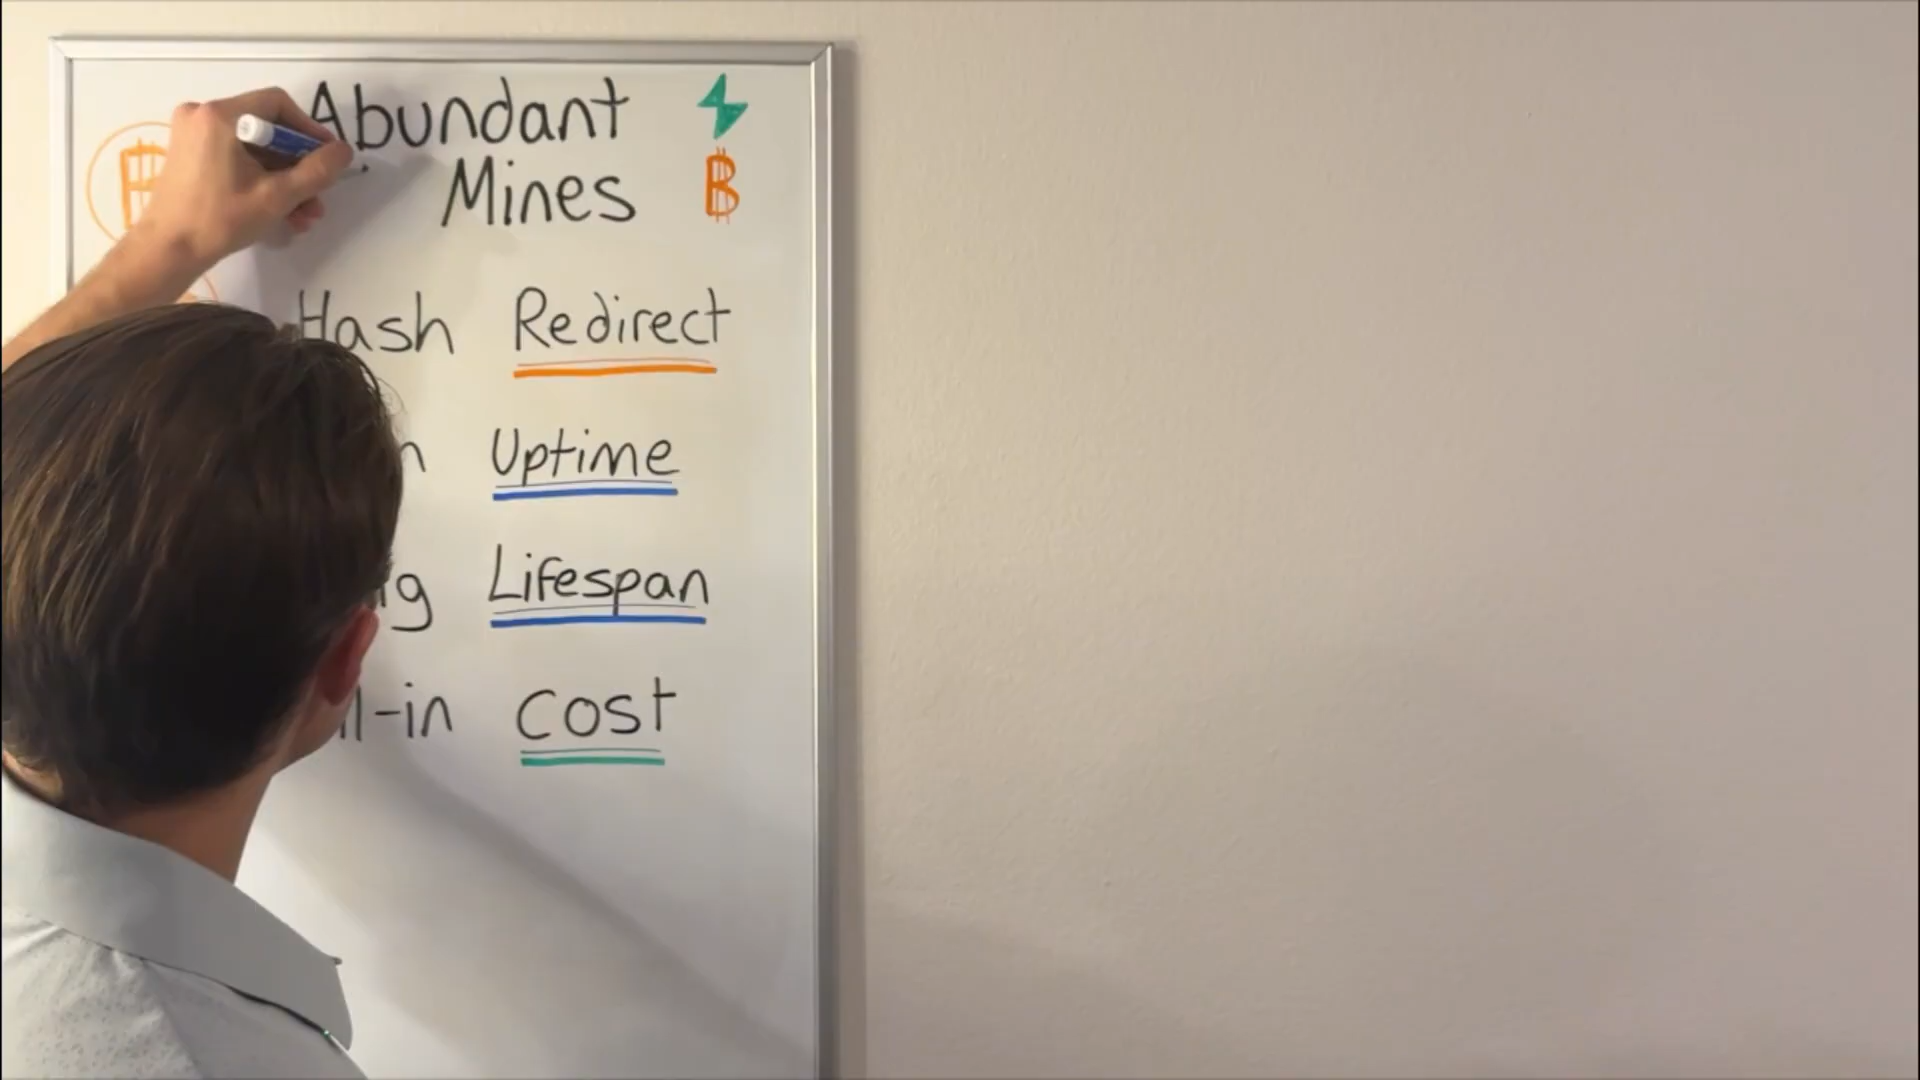 Abundant
Mines
Hash Redirect
Uptime
Lifespan
-in Cost